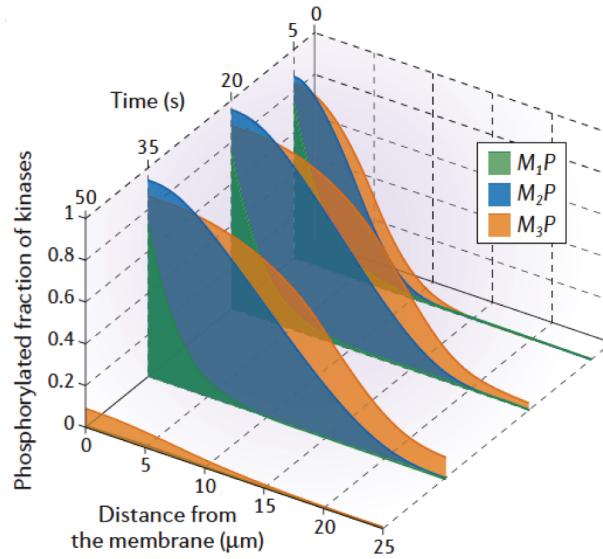 0
5
20
Time (s)
35
50
1
0.8
0.6
0.4
0.2
0
Phosphorylated fraction of kinases
M₁P
M₂P
M₃P
0
5
10
15
20
25
Distance from
the membrane (μm)